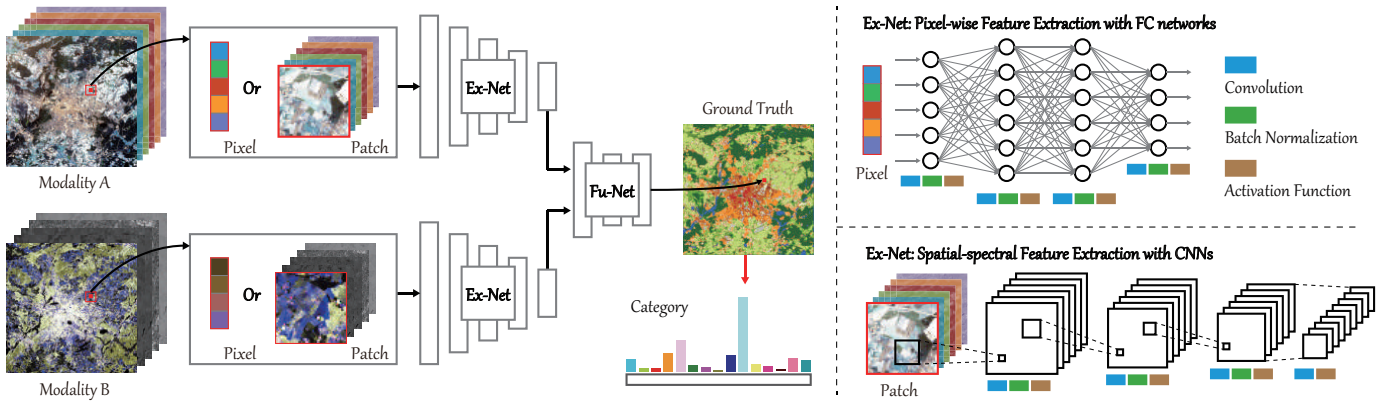 Modality A
Pixel
Or
Patch
Ex-Net
Modality B
Pixel
Or
Patch
Ex-Net
Fu-Net
Ground Truth
Category
Ex-Net: Pixel-wise Feature Extraction with FC networks
Pixel
Convolution
Batch Normalization
Activation Function
Ex-Net: Spatial-spectral Feature Extraction with CNNs
Patch